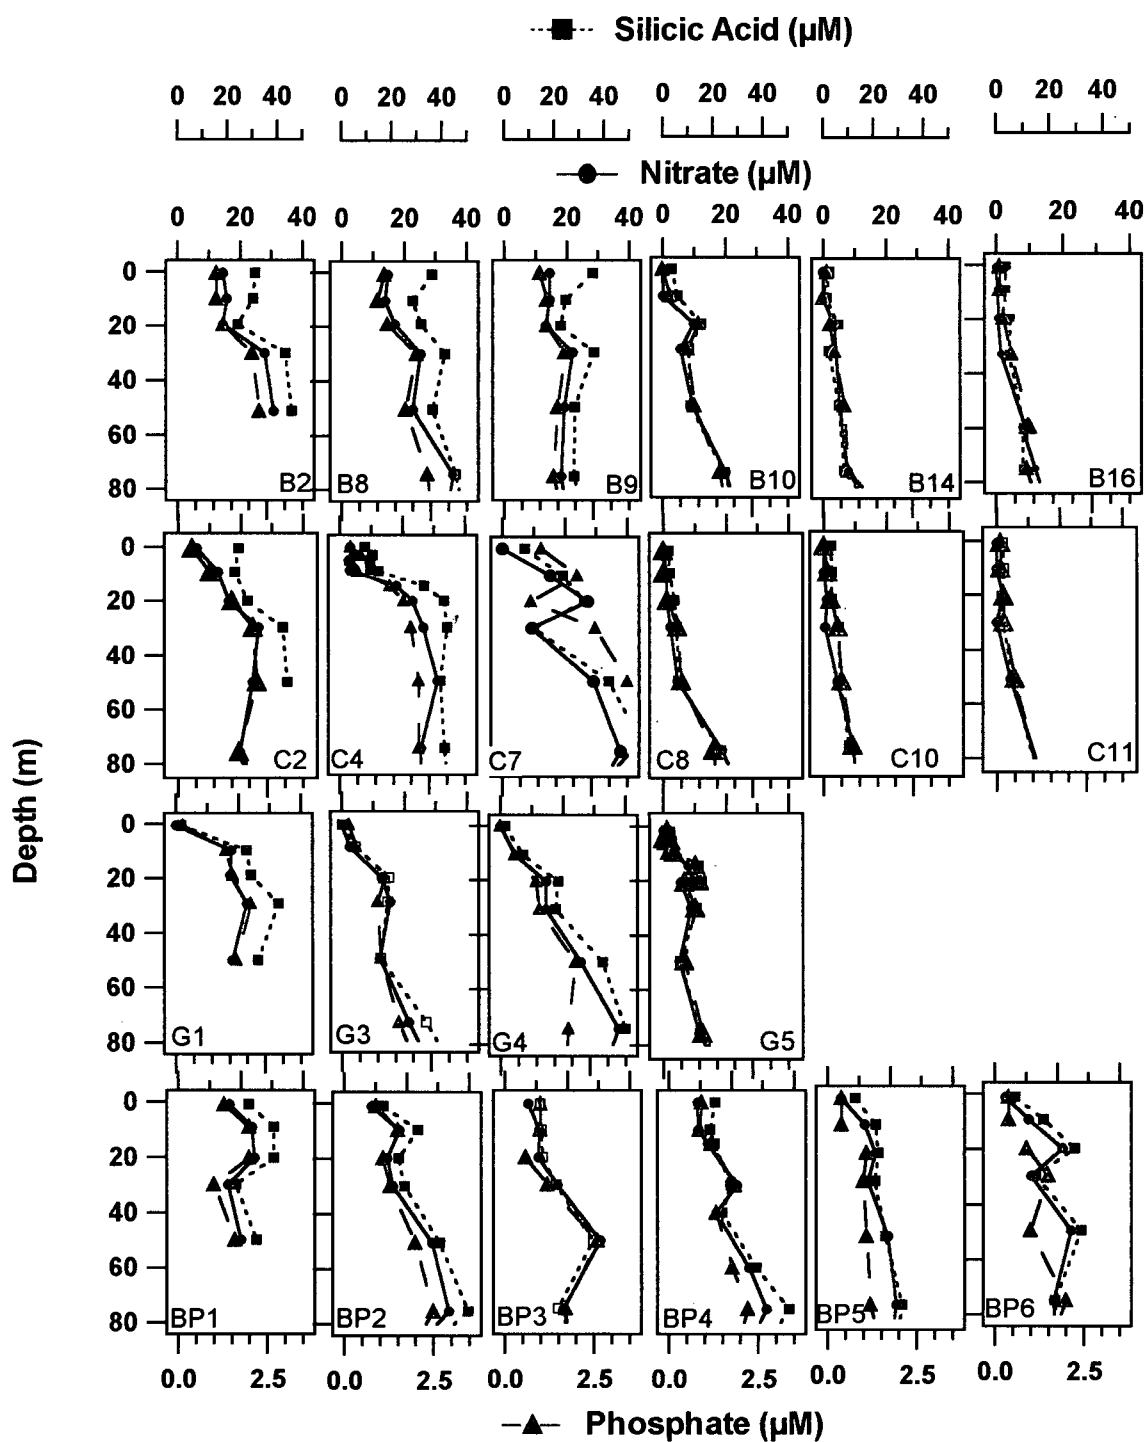 Silicic Acid (µM)
0 20 40 0 20 40 0 20 40 0 20 40 0 20 40 0 20 40
Nitrate (µM)
0 20 40 0 20 40 0 20 40 0 20 40 0 20 40 0 20 40
0
20
40
60
80
B2 B8 B9 B10 B14 B16
0
20
40
60
80
C2 C4 C7 C8 C10 C11
Depth (m)
0
20
40
60
80
G1 G3 G4 G5
0
20
40
60
80
BP1 BP2 BP3 BP4 BP5 BP6
0.0 2.5 0.0 2.5 0.0 2.5 0.0 2.5 0.0 2.5 0.0 2.5
Phosphate (µM)